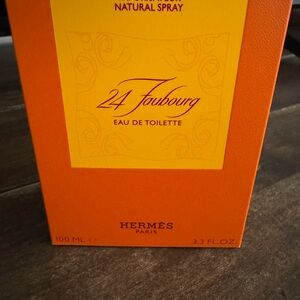 NATURAL SPRAY
24 Faubourg
EAU DE TOILETTE
HERMÈS
PARIS
100 ML ℮
3.3 FL.OZ